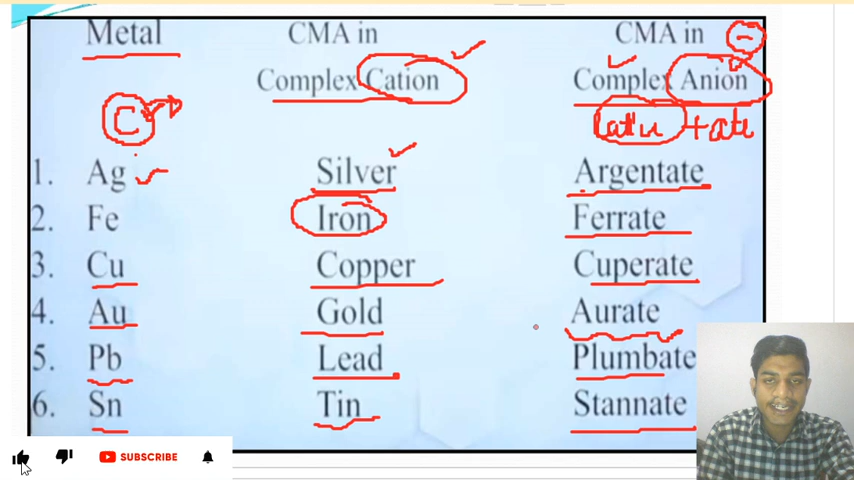 Metal CMA in CMA in
Complex Cation Complex Anion
C latin + ate
1. Ag Silver Argentate
2. Fe Iron Ferrate
3. Cu Copper Cuperate
4. Au Gold Aurate
5. Pb Lead Plumbate
6. Sn Tin Stannate
SUBSCRIBE